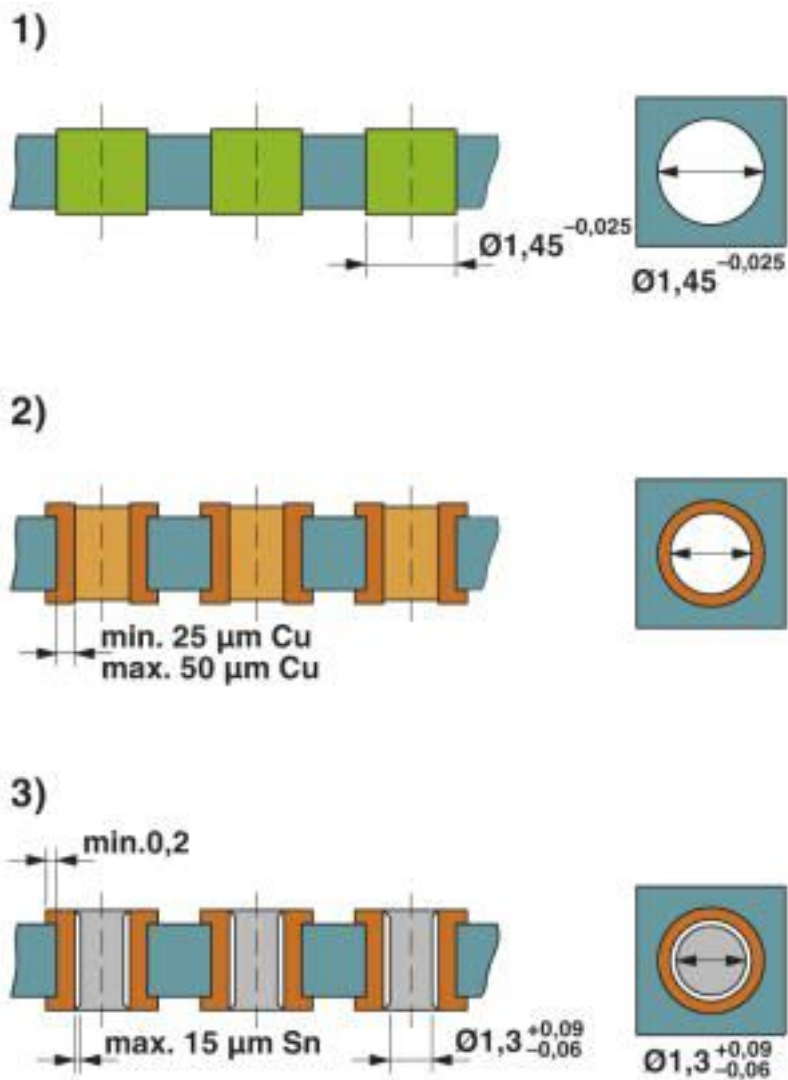 1)
Ø1,45 –0,025
Ø1,45 –0,025
2)
min. 25 µm Cu
max. 50 µm Cu
3)
min.0,2
max. 15 µm Sn
Ø1,3 +0,09 –0,06
Ø1,3 +0,09 –0,06